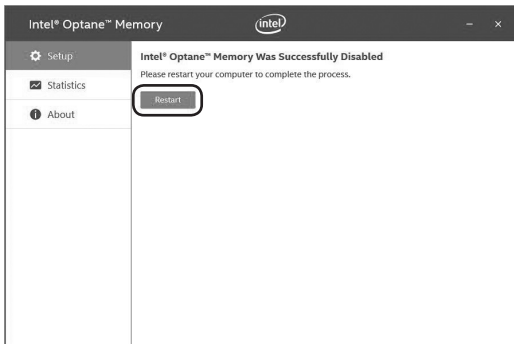 Intel® Optane™ Memory
intel
Setup
Statistics
About
Intel® Optane™ Memory Was Successfully Disabled
Please restart your computer to complete the process.
Restart